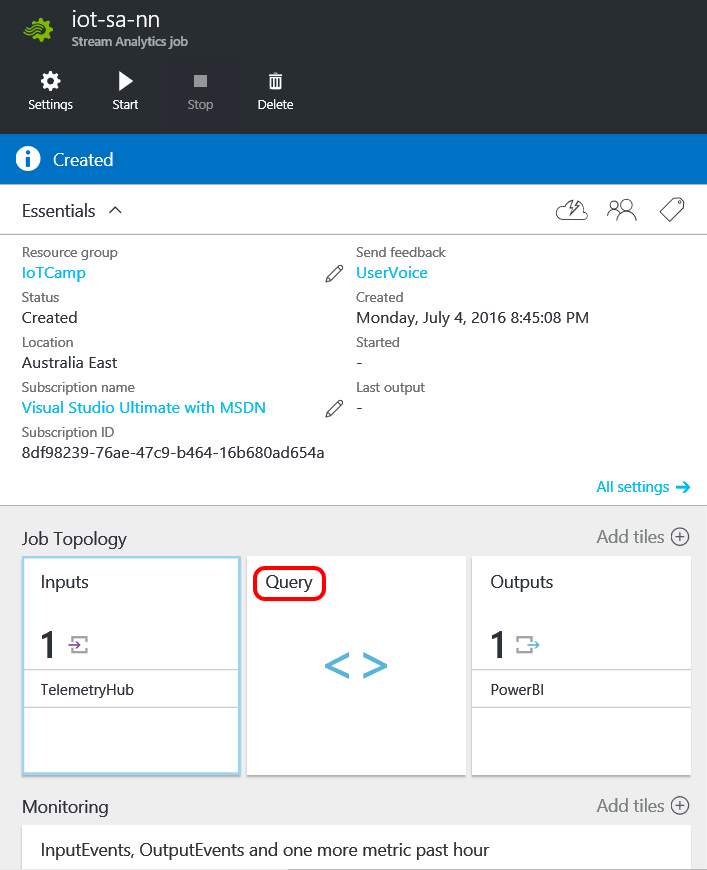 iot-sa-nn
Stream Analytics job
Settings
Start
Stop
Delete
Created
Essentials
Resource group
IoTCamp
Send feedback
UserVoice
Status
Created
Created
Monday, July 4, 2016 8:45:08 PM
Location
Australia East
Started
-
Subscription name
Visual Studio Ultimate with MSDN
Last output
-
Subscription ID
8df98239-76ae-47c9-b464-16b680ad654a
All settings
Job Topology
Add tiles
Inputs
1
TelemetryHub
Query
< >
Outputs
1
PowerBI
Monitoring
Add tiles
InputEvents, OutputEvents and one more metric past hour